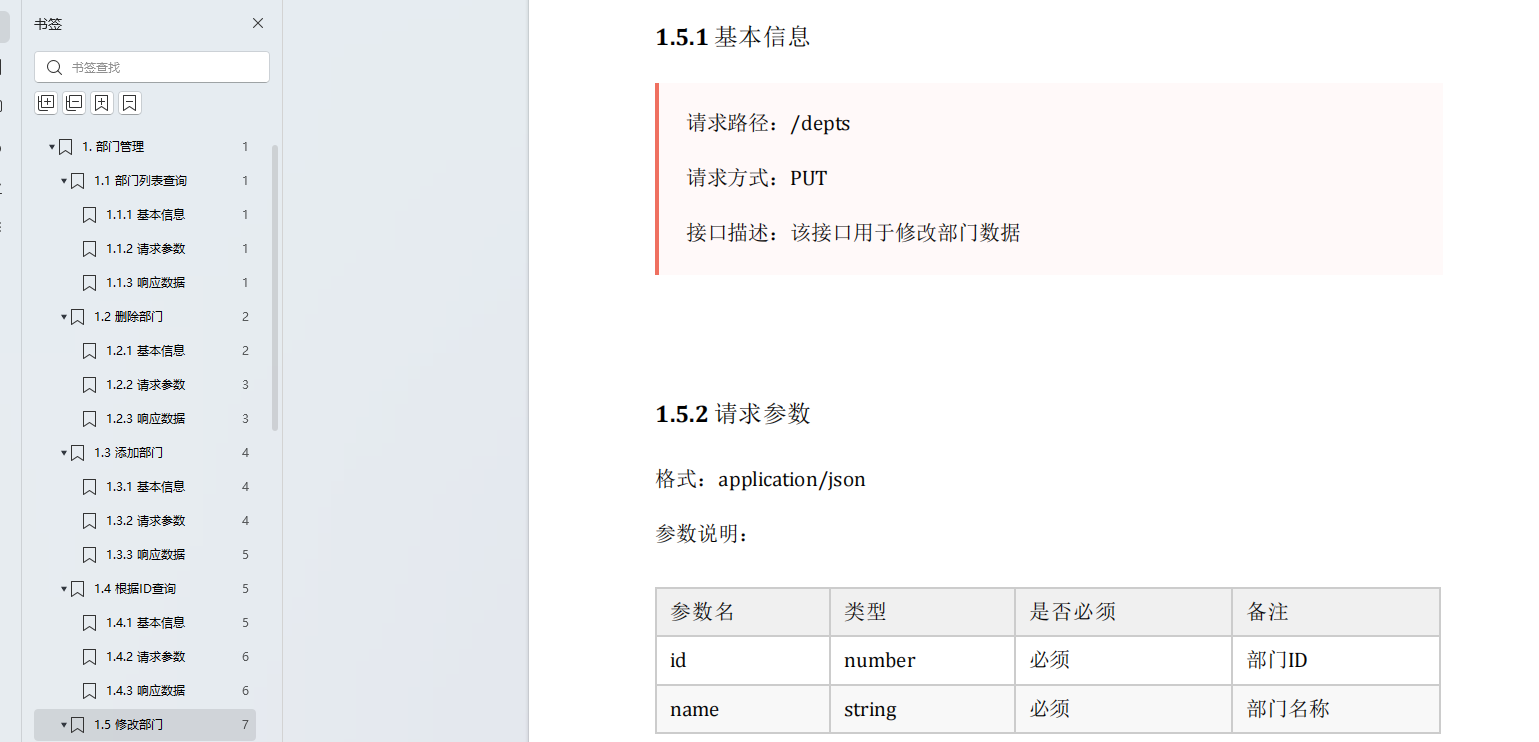 书签
书签查找
1. 部门管理 1
1.1 部门列表查询 1
1.1.1 基本信息 1
1.1.2 请求参数 1
1.1.3 响应数据 1
1.2 删除部门 2
1.2.1 基本信息 2
1.2.2 请求参数 3
1.2.3 响应数据 3
1.3 添加部门 4
1.3.1 基本信息 4
1.3.2 请求参数 4
1.3.3 响应数据 5
1.4 根据ID查询 5
1.4.1 基本信息 5
1.4.2 请求参数 6
1.4.3 响应数据 6
1.5 修改部门 7
1.5.1 基本信息
请求路径：/depts
请求方式：PUT
接口描述：该接口用于修改部门数据
1.5.2 请求参数
格式：application/json
参数说明：
参数名 类型 是否必须 备注
id number 必须 部门ID
name string 必须 部门名称